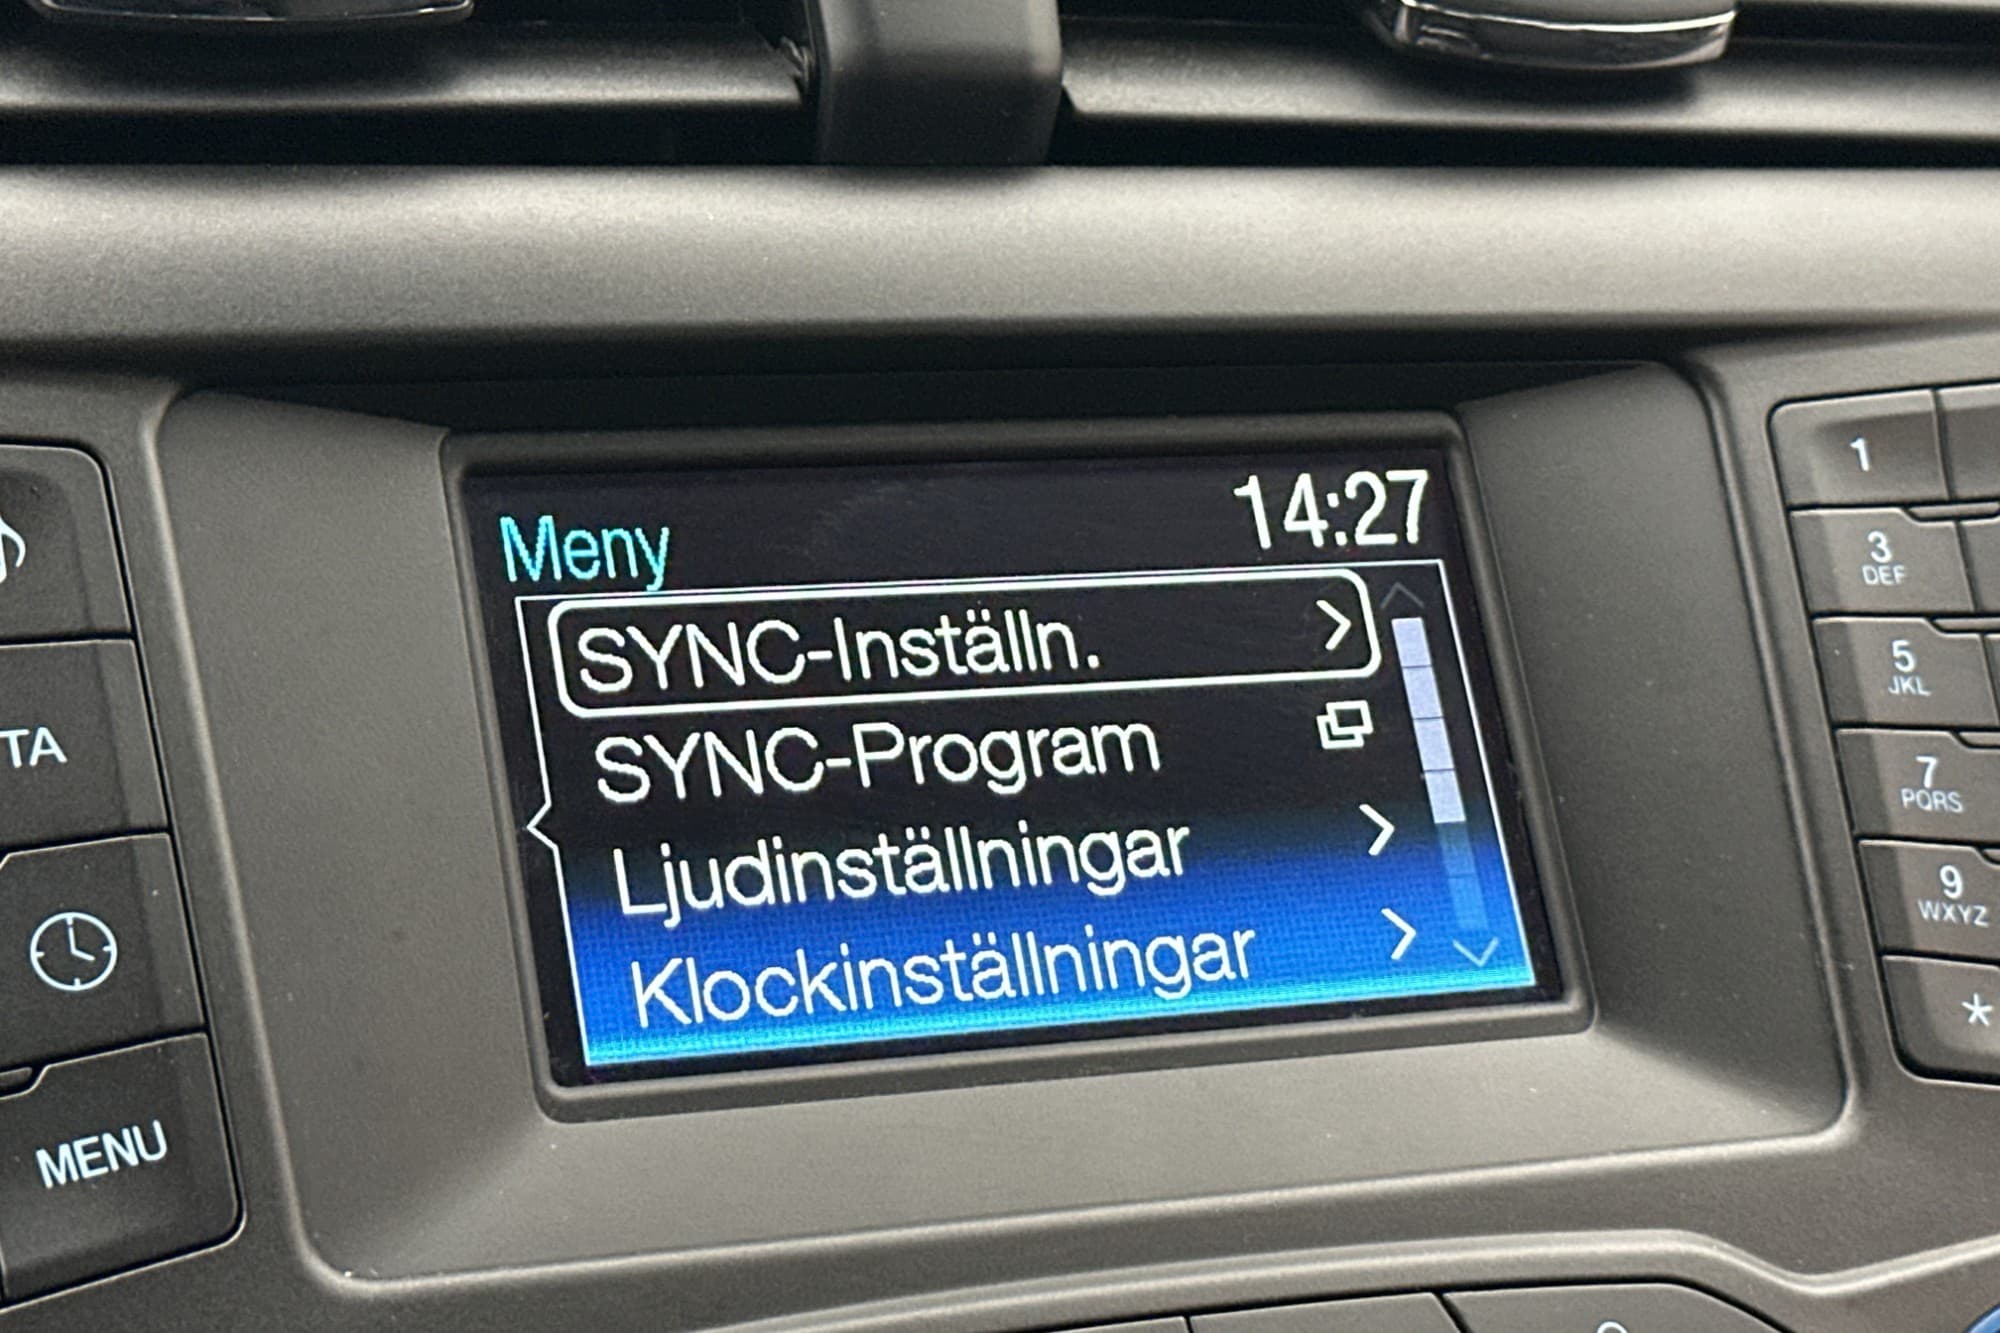 Meny 14:27
SYNC-Inställn.
SYNC-Program
Ljudinställningar
Klockinställningar
TA
MENU
1
3
DEF
5
JKL
7
PQRS
9
WXYZ
*